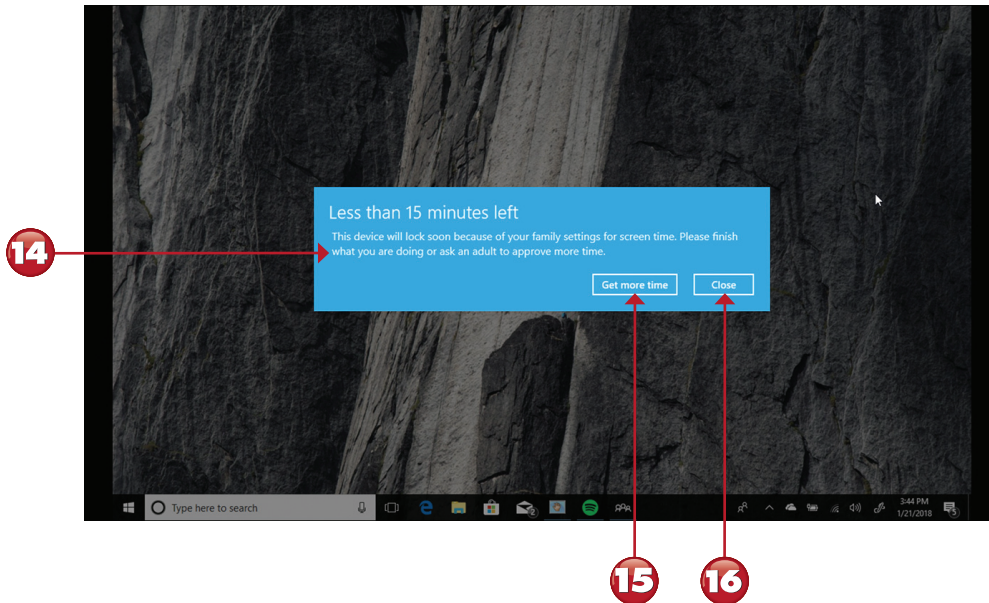 Less than 15 minutes left
This device will lock soon because of your family settings for screen time. Please finish
what you are doing or ask an adult to approve more time.
14
Get more time
Close
Type here to search
2
3:44 PM
1/21/2018
5
15
16